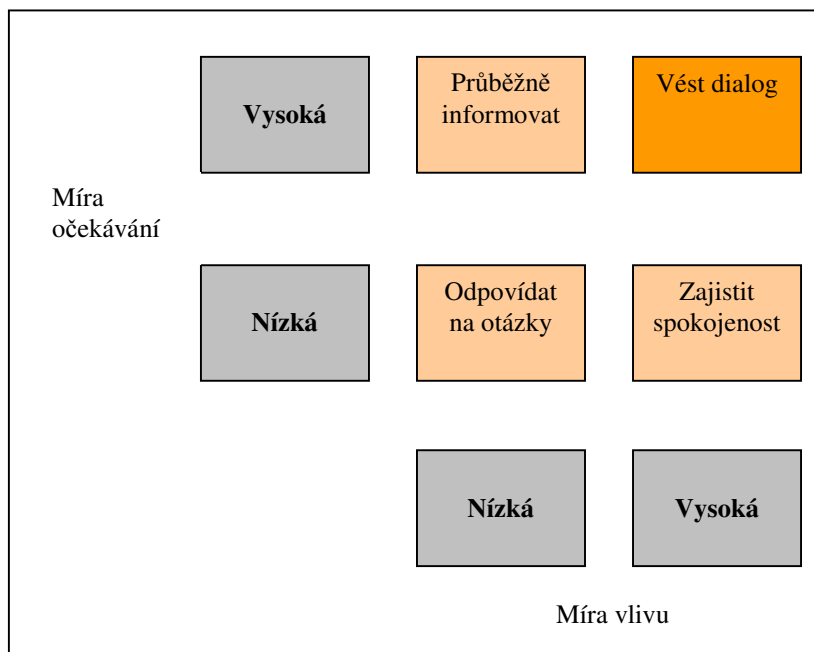 Vysoká
Průběžně
informovat
Vést dialog
Míra
očekávání
Nízká
Odpovídat
na otázky
Zajistit
spokojenost
Nízká
Vysoká
Míra vlivu